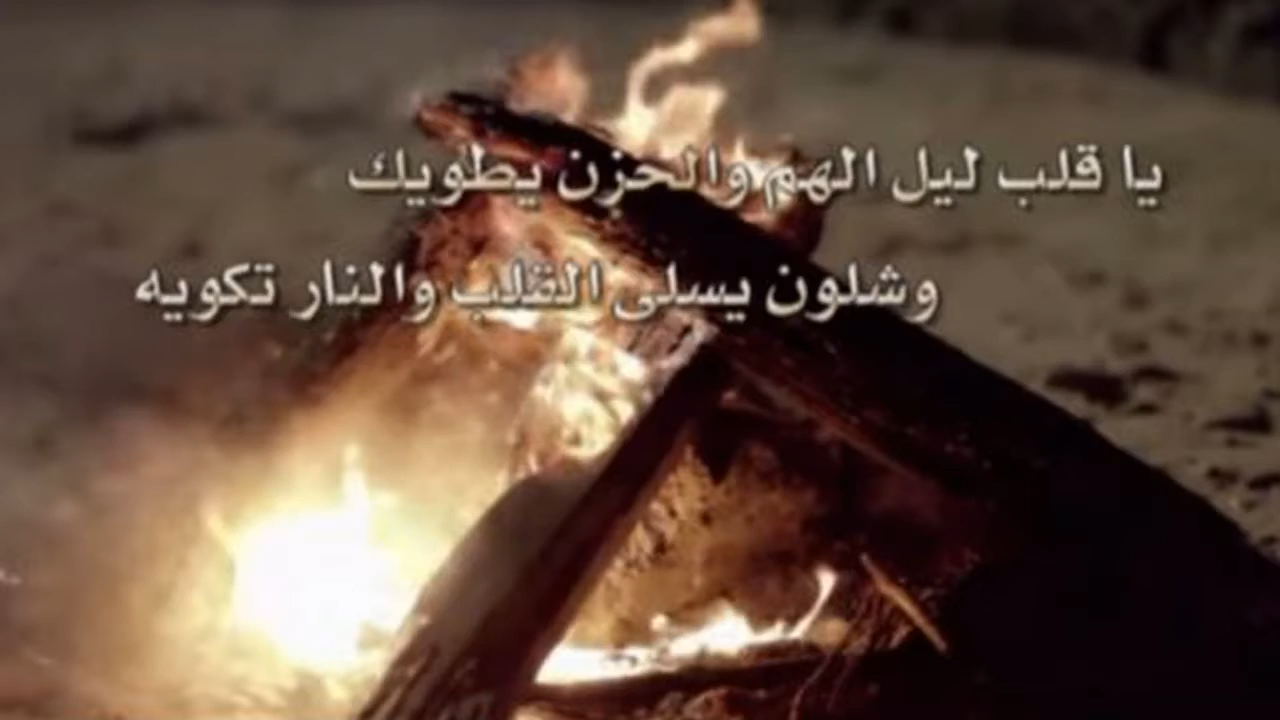 يا قلب ليل الهم والحزن يطويك
وشلون يسلى القلب والنار تكويه